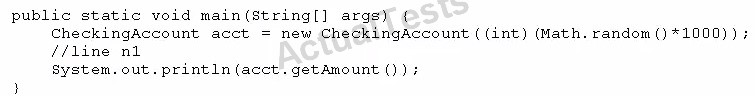 public static void main(String[] args) {
    CheckingAccount acct = new CheckingAccount((int)(Math.random()*1000));
    //line n1
    System.out.println(acct.getAmount());
}
ActualTests